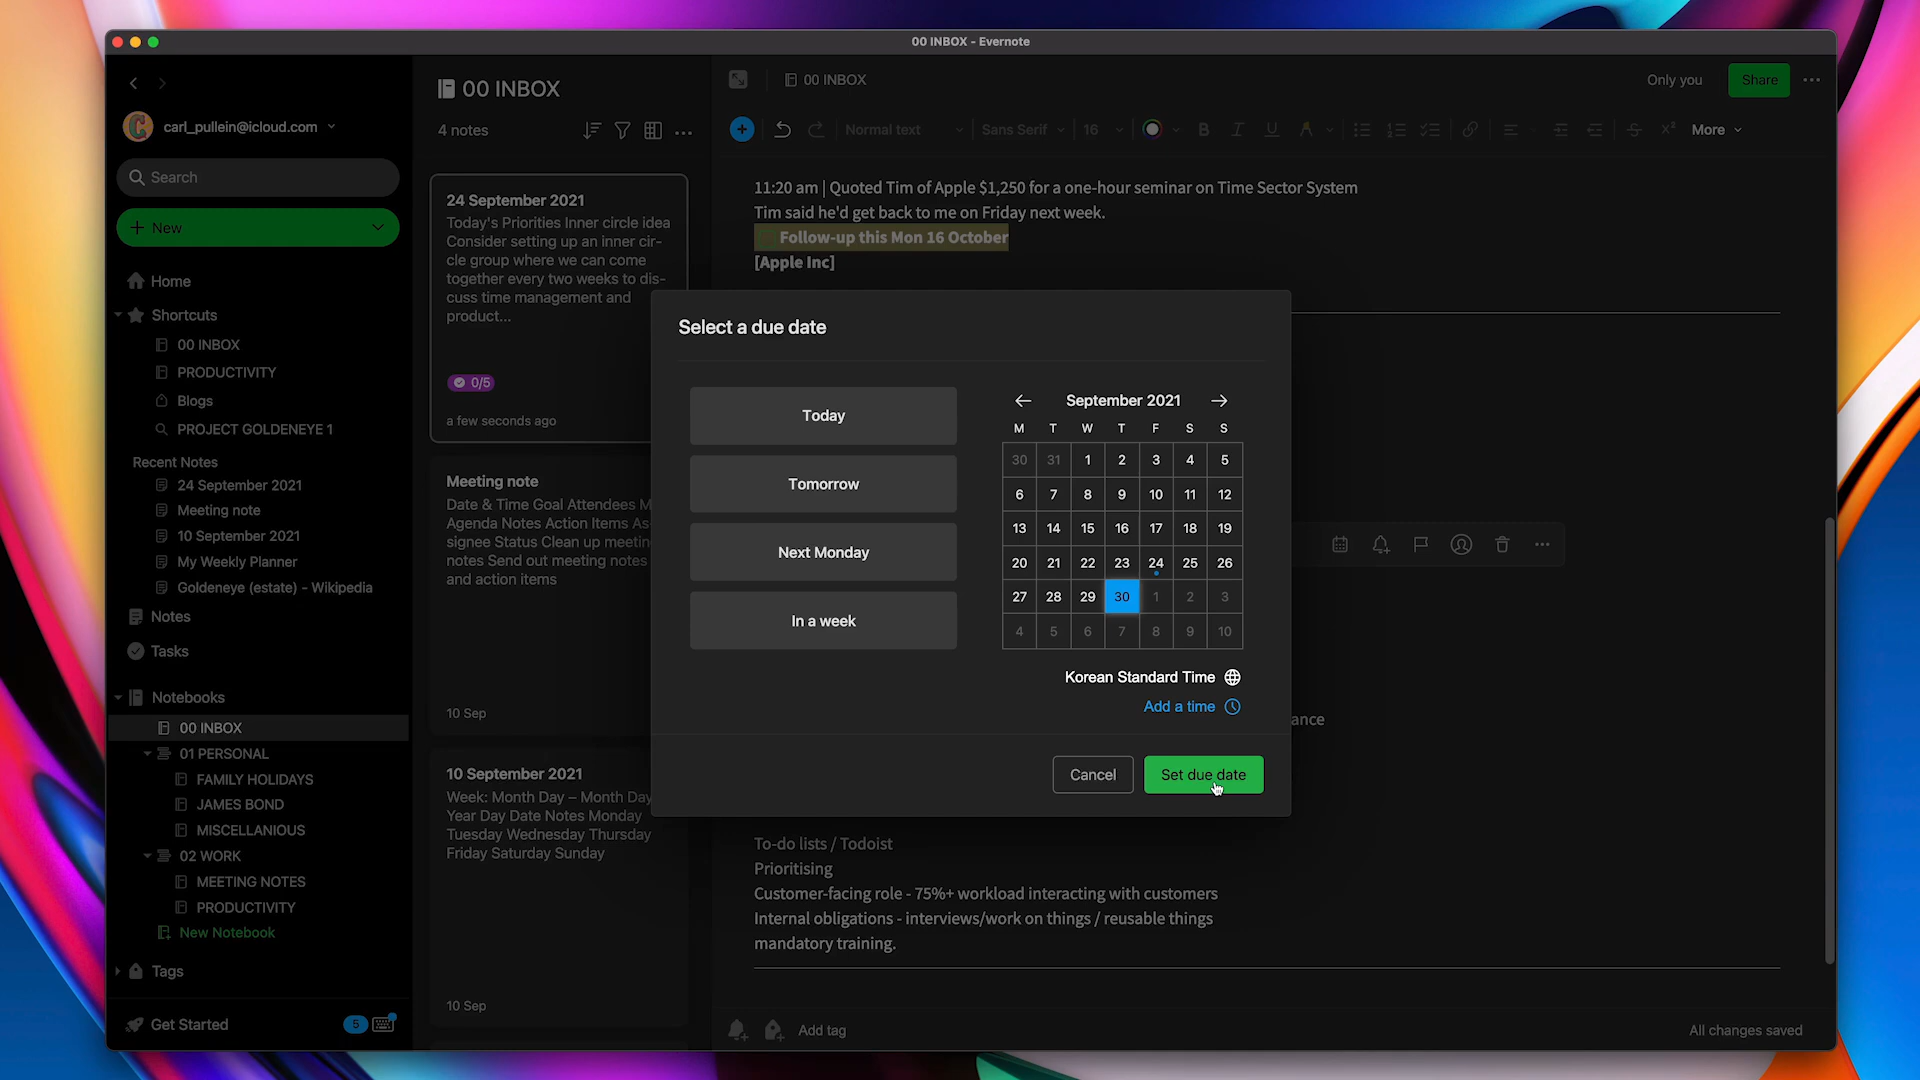 00 INBOX - Evernote
carl_pullein@icloud.com
Search
New
Home
Shortcuts
00 INBOX
PRODUCTIVITY
Blogs
PROJECT GOLDENEYE 1
Recent Notes
24 September 2021
Meeting note
10 September 2021
My Weekly Planner
Goldeneye (estate) - Wikipedia
Notes
Tasks
Notebooks
00 INBOX
01 PERSONAL
FAMILY HOLIDAYS
JAMES BOND
MISCELLANIOUS
02 WORK
MEETING NOTES
PRODUCTIVITY
New Notebook
Tags
Get Started
5
00 INBOX
4 notes
24 September 2021
Today's Priorities Inner circle idea
Consider setting up an inner cir-
cle group where we can come
together every two weeks to dis-
cuss time management and
product...
0/5
a few seconds ago
Meeting note
Date & Time Goal Attendees M
Agenda Notes Action Items As-
signee Status Clean up meetin
notes Send out meeting notes
and action items
10 Sep
10 September 2021
Week: Month Day – Month Day
Year Day Date Notes Monday
Tuesday Wednesday Thursday
Friday Saturday Sunday
10 Sep
00 INBOX
Only you
Share
Normal text
Sans Serif
16
B I U
More
11:20 am | Quoted Tim of Apple $1,250 for a one-hour seminar on Time Sector System
Tim said he'd get back to me on Friday next week.
Follow-up this Mon 16 October
[Apple Inc]
Select a due date
Today
Tomorrow
Next Monday
In a week
September 2021
M T W T F S S
30 31 1 2 3 4 5
6 7 8 9 10 11 12
13 14 15 16 17 18 19
20 21 22 23 24 25 26
27 28 29 30 1 2 3
4 5 6 7 8 9 10
Korean Standard Time
Add a time
Cancel
Set due date
ance
To-do lists / Todoist
Prioritising
Customer-facing role - 75%+ workload interacting with customers
Internal obligations - interviews/work on things / reusable things
mandatory training.
Add tag
All changes saved